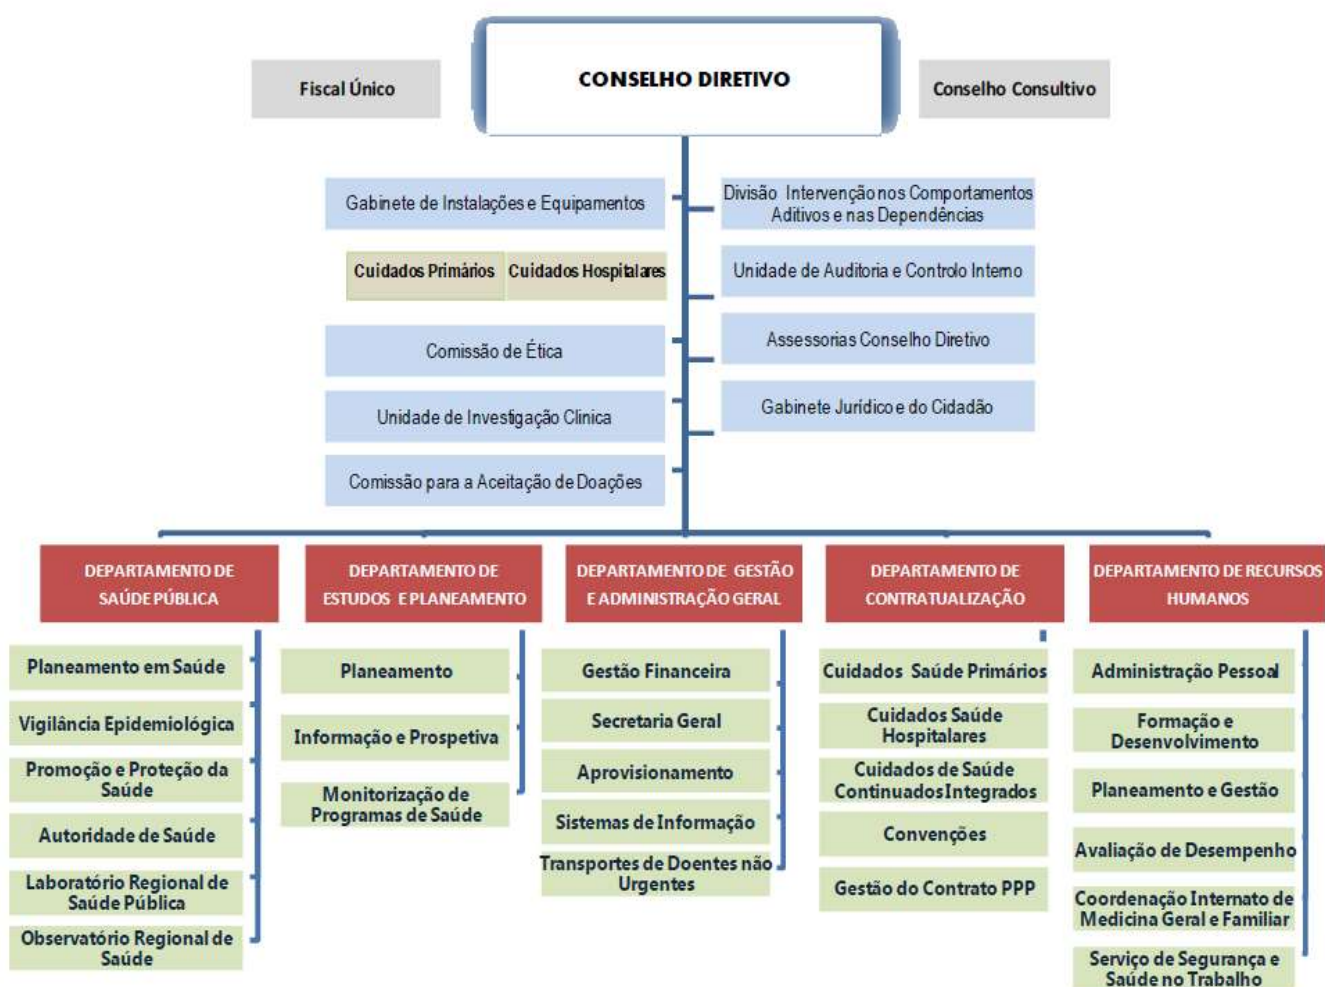 CONSELHO DIRETIVO
Fiscal Único
Conselho Consultivo
Gabinete de Instalações e Equipamentos
Cuidados Primários
Cuidados Hospitalares
Comissão de Ética
Unidade de Investigação Clinica
Comissão para a Aceitação de Doações
Divisão Intervenção nos Comportamentos
Aditivos e nas Dependências
Unidade de Auditoria e Controlo Interno
Assessorias Conselho Diretivo
Gabinete Jurídico e do Cidadão
DEPARTAMENTO DE
SAÚDE PÚBLICA
Planeamento em Saúde
Vigilância Epidemiológica
Promoção e Proteção da
Saúde
Autoridade de Saúde
Laboratório Regional de
Saúde Pública
Observatório Regional de
Saúde
DEPARTAMENTO DE
ESTUDOS E PLANEAMENTO
Planeamento
Informação e Prospetiva
Monitorização de
Programas de Saúde
DEPARTAMENTO DE GESTÃO
E ADMINISTRAÇÃO GERAL
Gestão Financeira
Secretaria Geral
Aprovisionamento
Sistemas de Informação
Transportes de Doentes não
Urgentes
DEPARTAMENTO DE
CONTRATUALIZAÇÃO
Cuidados Saúde Primários
Cuidados Saúde
Hospitalares
Cuidados de Saúde
Continuados Integrados
Convenções
Gestão do Contrato PPP
DEPARTAMENTO DE RECURSOS
HUMANOS
Administração Pessoal
Formação e
Desenvolvimento
Planeamento e Gestão
Avaliação de Desempenho
Coordenação Internato de
Medicina Geral e Familiar
Serviço de Segurança e
Saúde no Trabalho